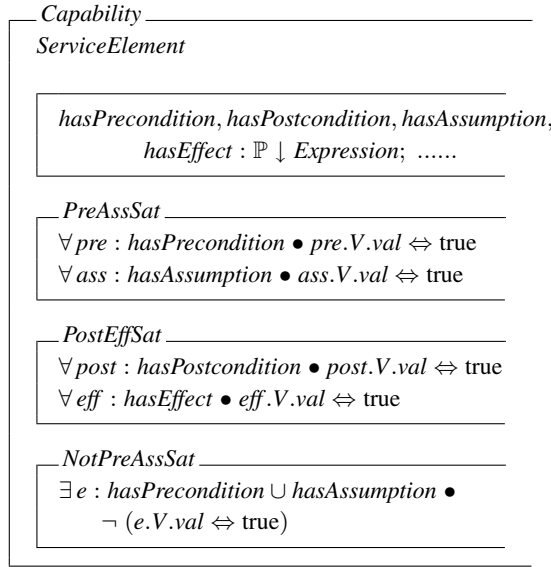 Capability
ServiceElement
hasPrecondition, hasPostcondition, hasAssumption,
hasEffect : ℙ ↓ Expression; ......
PreAssSat
∀ pre : hasPrecondition • pre.V.val ⇔ true
∀ ass : hasAssumption • ass.V.val ⇔ true
PostEffSat
∀ post : hasPostcondition • post.V.val ⇔ true
∀ eff : hasEffect • eff.V.val ⇔ true
NotPreAssSat
∃ e : hasPrecondition ∪ hasAssumption •
¬ (e.V.val ⇔ true)